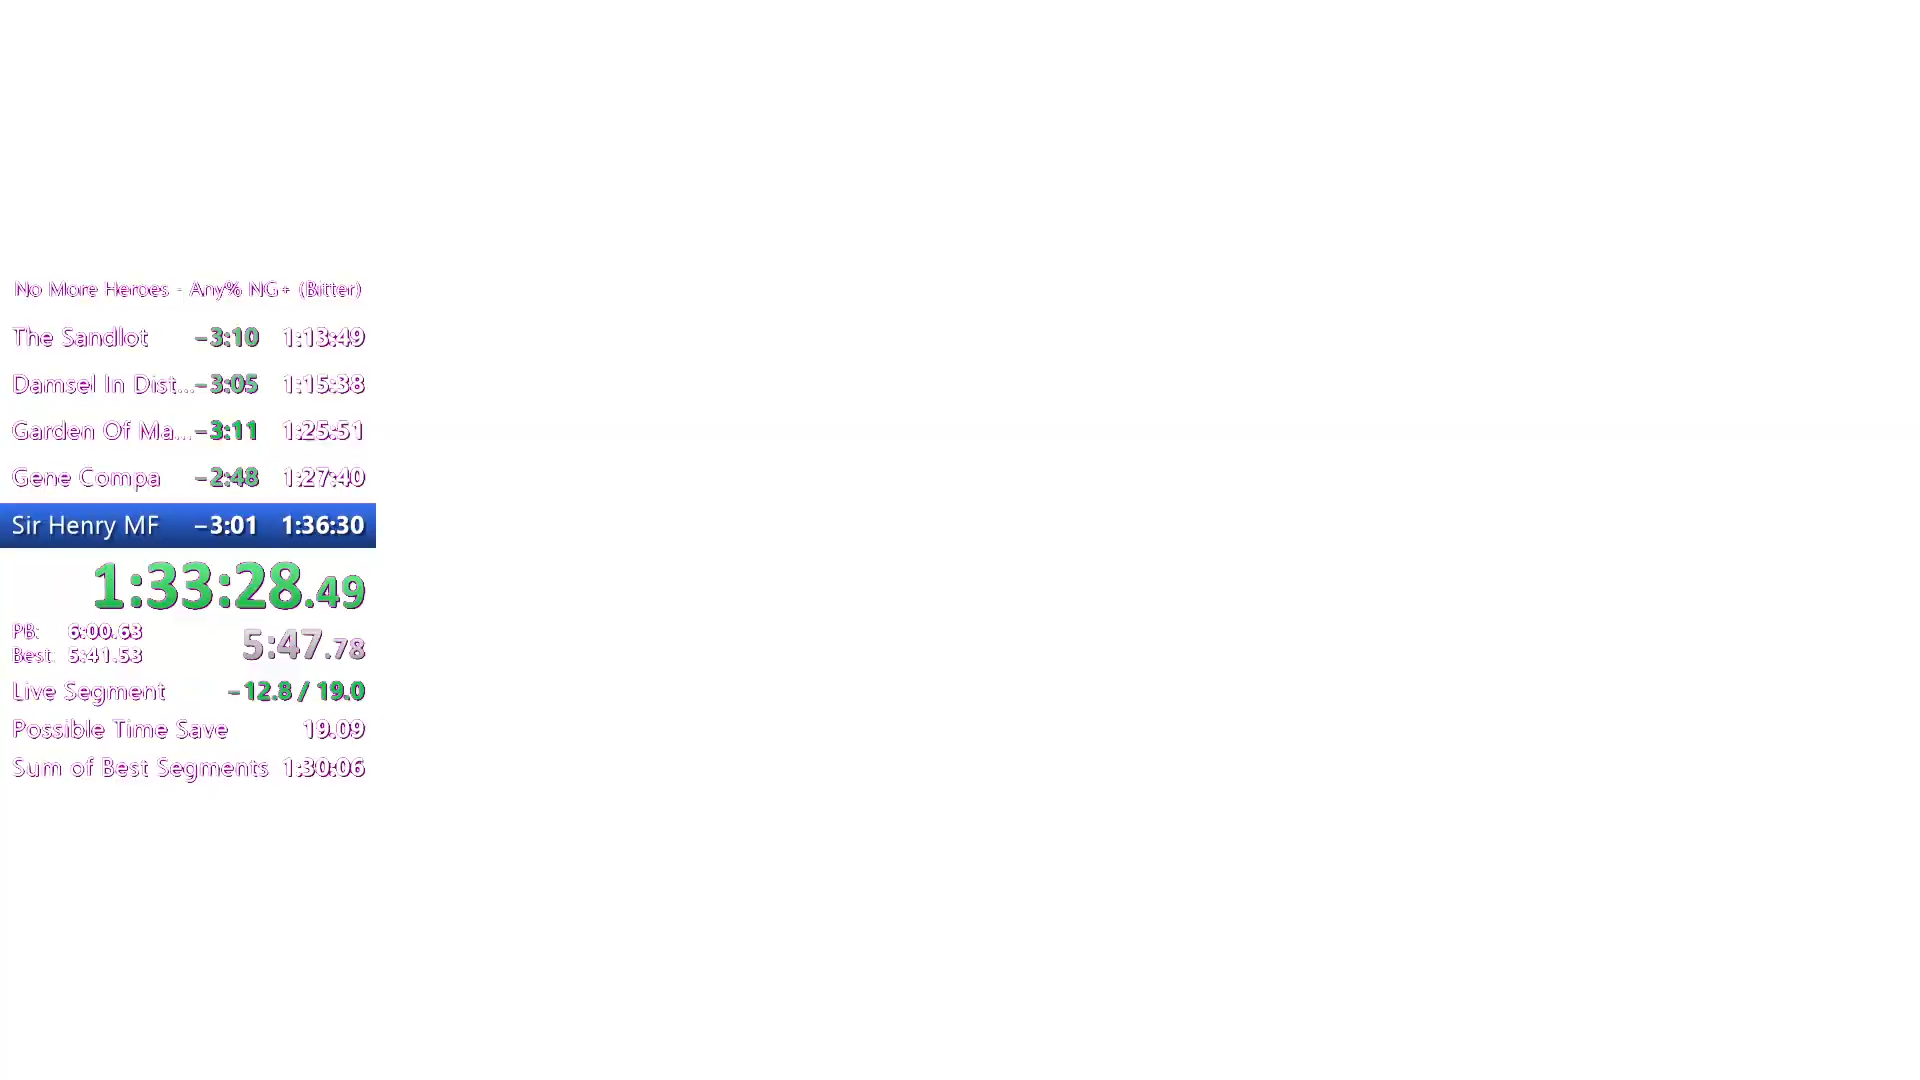 No More Heroes - Any% NG+ (Bitter)
The Sandlot −3:10 1:13:49
Damsel In Dist... −3:05 1:15:38
Garden Of Ma... −3:11 1:25:51
Gene Compa −2:48 1:27:40
Sir Henry MF −3:01 1:36:30
1:33:28.49
PB: 6:00.63 5:47.78
Best: 5:41.53
Live Segment −12.8 / 19.0
Possible Time Save 19.09
Sum of Best Segments 1:30:06